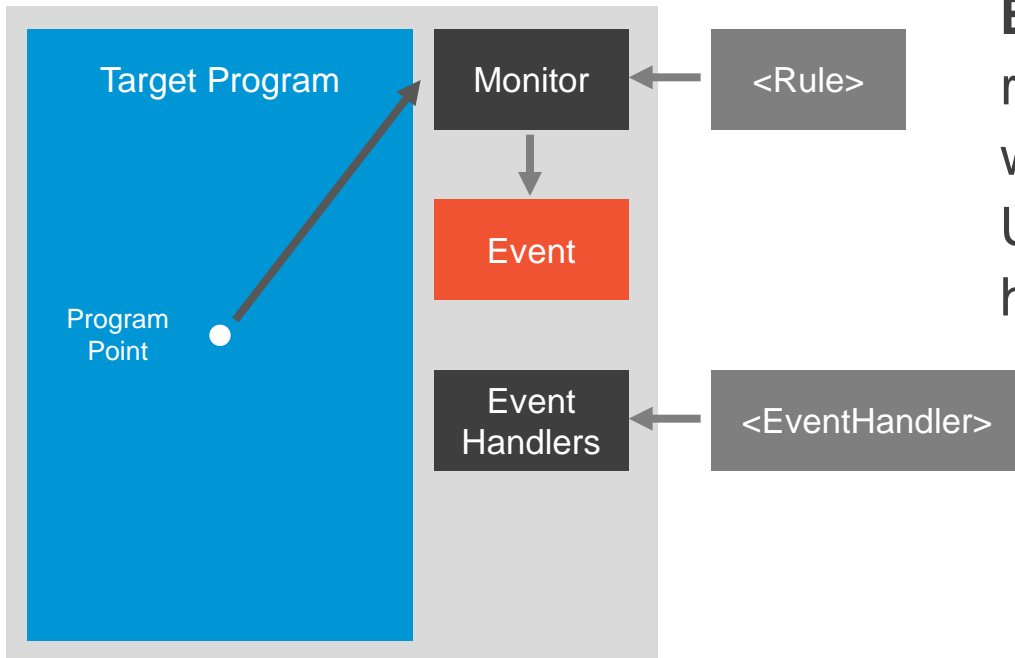 Target Program
Monitor
<Rule>
Event
Program
Point
Event
Handlers
<EventHandler>